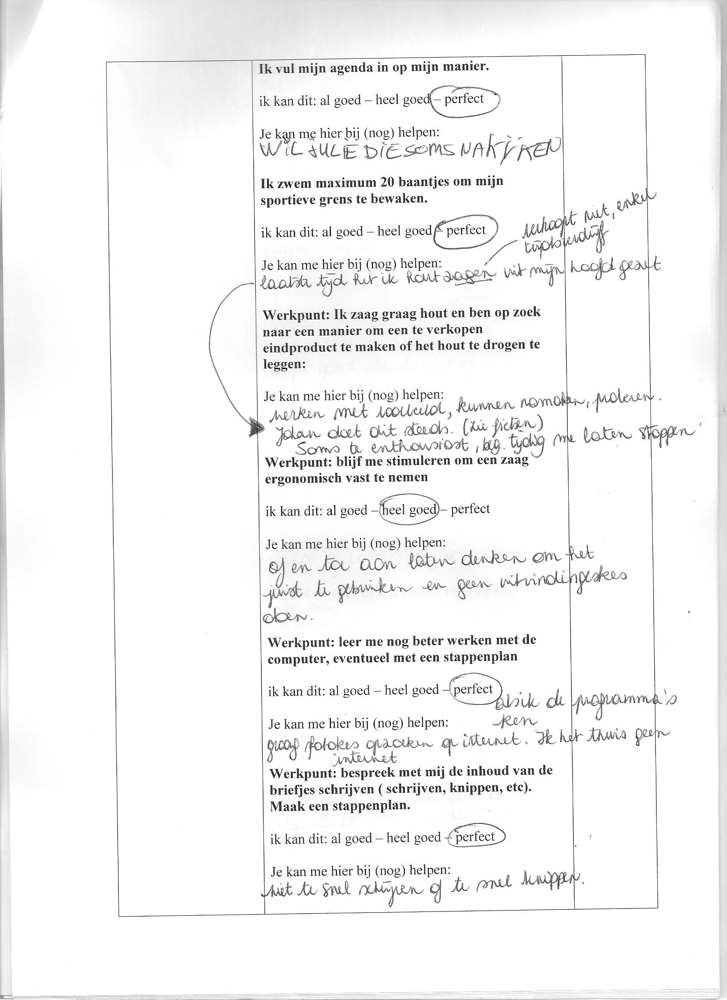 Ik vul mijn agenda in op mijn manier.
ik kan dit: al goed – heel goed – perfect
Je kan me hier bij (nog) helpen:
WIL JULIE DIE SOMS NAKIJKEN
Ik zwem maximum 20 baantjes om mijn
sportieve grens te bewaken.
ik kan dit: al goed – heel goed – perfect
verkoopt niet, enkel
tijdverdrijf
Je kan me hier bij (nog) helpen:
laatste tijd heb ik hout zagen uit mijn hoofd gezet
Werkpunt: Ik zaag graag hout en ben op zoek
naar een manier om een te verkopen
eindproduct te maken of het hout te drogen te
leggen:
Je kan me hier bij (nog) helpen:
werken met voorbeeld, kunnen namaken, proberen.
Johan doet dit steeds. (zie fietsen)
Soms te enthousiast, beg. tijdig me laten stoppen
Werkpunt: blijf me stimuleren om een zaag
ergonomisch vast te nemen
ik kan dit: al goed – heel goed – perfect
Je kan me hier bij (nog) helpen:
af en toe aan laten denken om het
juist te gebruiken en geen uitvindingeskes
doen.
Werkpunt: leer me nog beter werken met de
computer, eventueel met een stappenplan
ik kan dit: al goed – heel goed – perfect
als ik de programma's
ken
Je kan me hier bij (nog) helpen:
graag fotokes opzoeken op internet. Ik heb thuis geen
internet
Werkpunt: bespreek met mij de inhoud van de
briefjes schrijven ( schrijven, knippen, etc).
Maak een stappenplan.
ik kan dit: al goed – heel goed – perfect
Je kan me hier bij (nog) helpen:
niet te snel schrijven of te snel knippen.